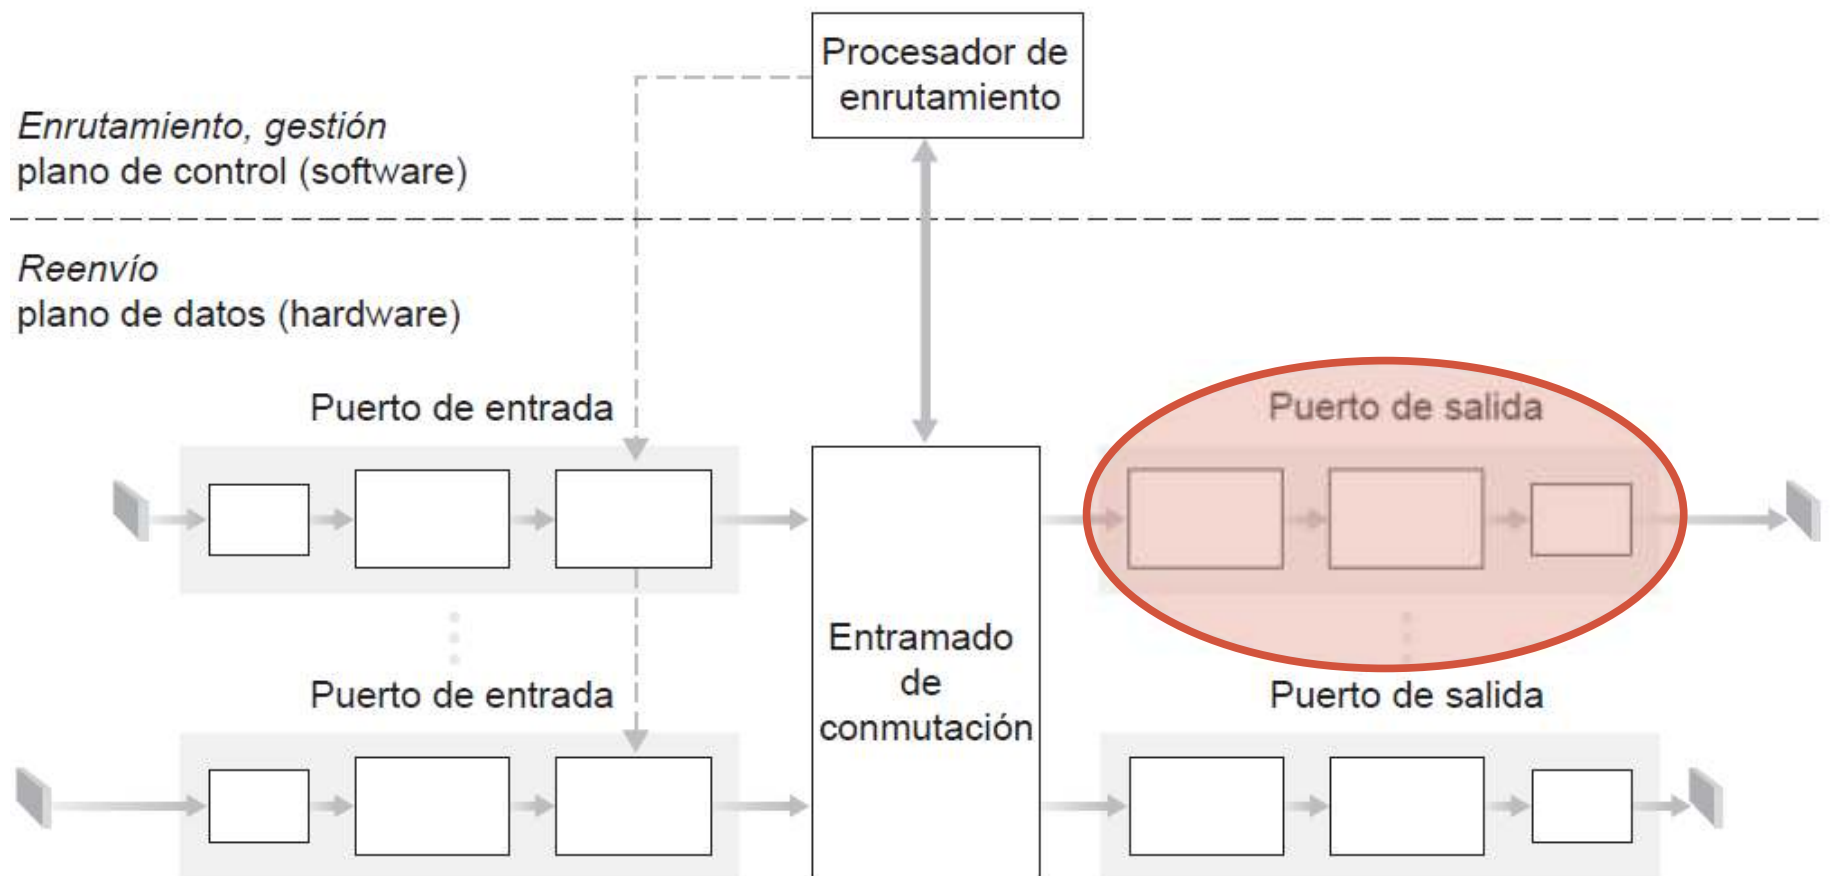 Procesador de
enrutamiento
Enrutamiento, gestión
plano de control (software)
Reenvío
plano de datos (hardware)
Puerto de entrada
Puerto de salida
Entramado
de
conmutación
Puerto de entrada
Puerto de salida